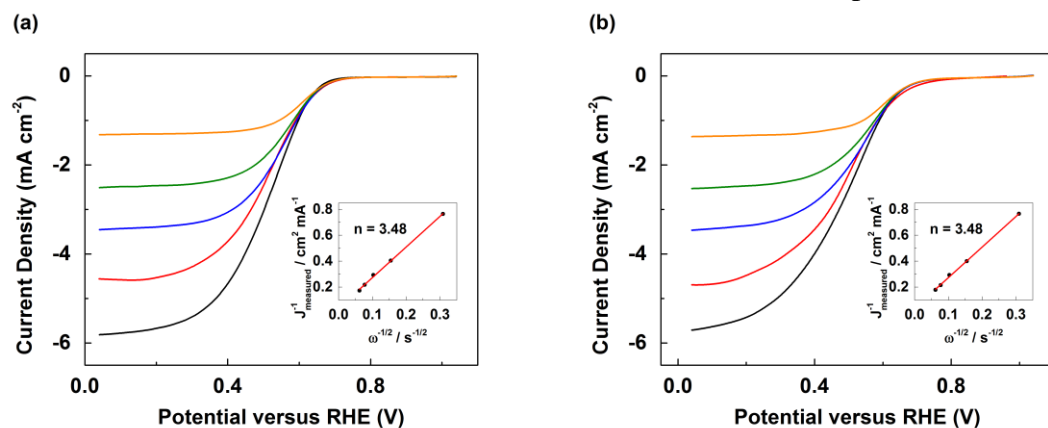 (a)
0
-2
-4
-6
0.0 0.4 0.8
Current Density (mA cm⁻²)
Potential versus RHE (V)
n = 3.48
0.8
0.6
0.4
0.2
0.0 0.1 0.2 0.3
J⁻¹measured / cm² mA⁻¹
ω⁻¹/² / s⁻¹/²
(b)
0
-2
-4
-6
0.0 0.4 0.8
Current Density (mA cm⁻²)
Potential versus RHE (V)
n = 3.48
0.8
0.6
0.4
0.2
0.0 0.1 0.2 0.3
J⁻¹measured / cm² mA⁻¹
ω⁻¹/² / s⁻¹/²